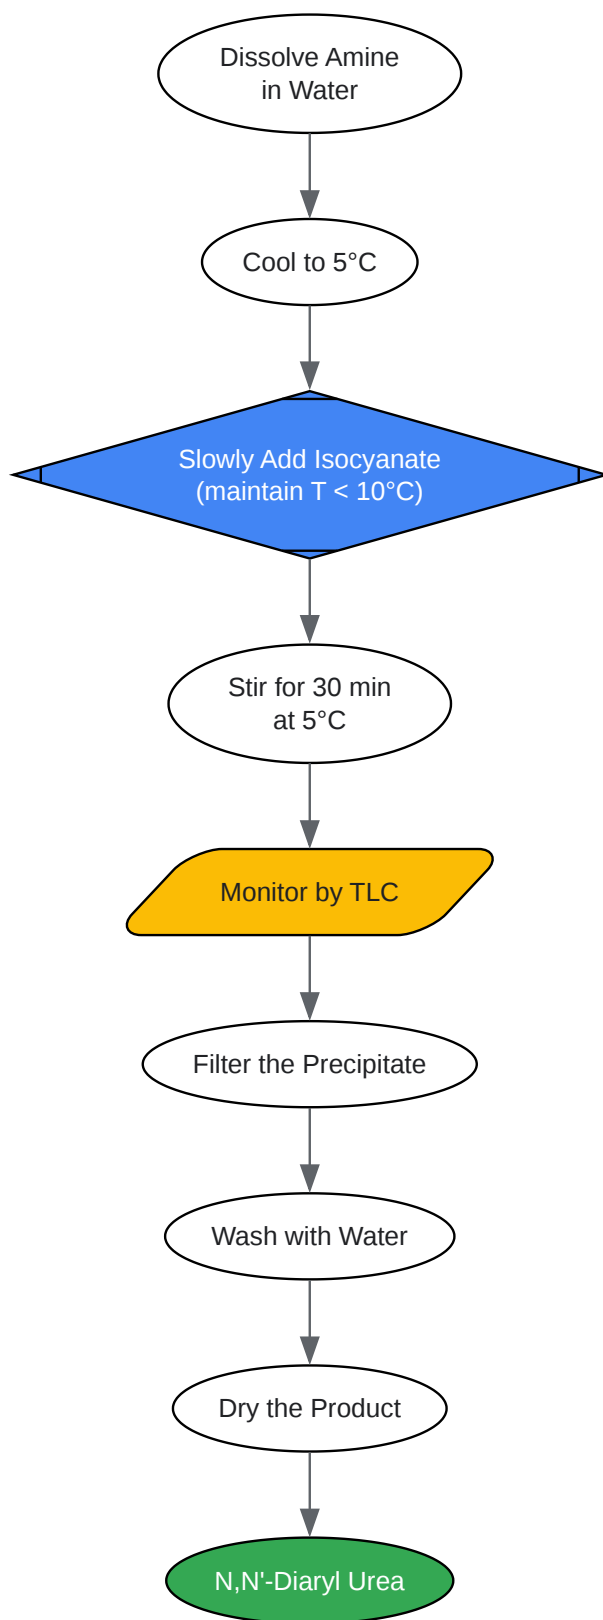 Dissolve Amine
in Water
Cool to 5°C
Slowly Add Isocyanate
(maintain T < 10°C)
Stir for 30 min
at 5°C
Monitor by TLC
Filter the Precipitate
Wash with Water
Dry the Product
N,N'-Diaryl Urea